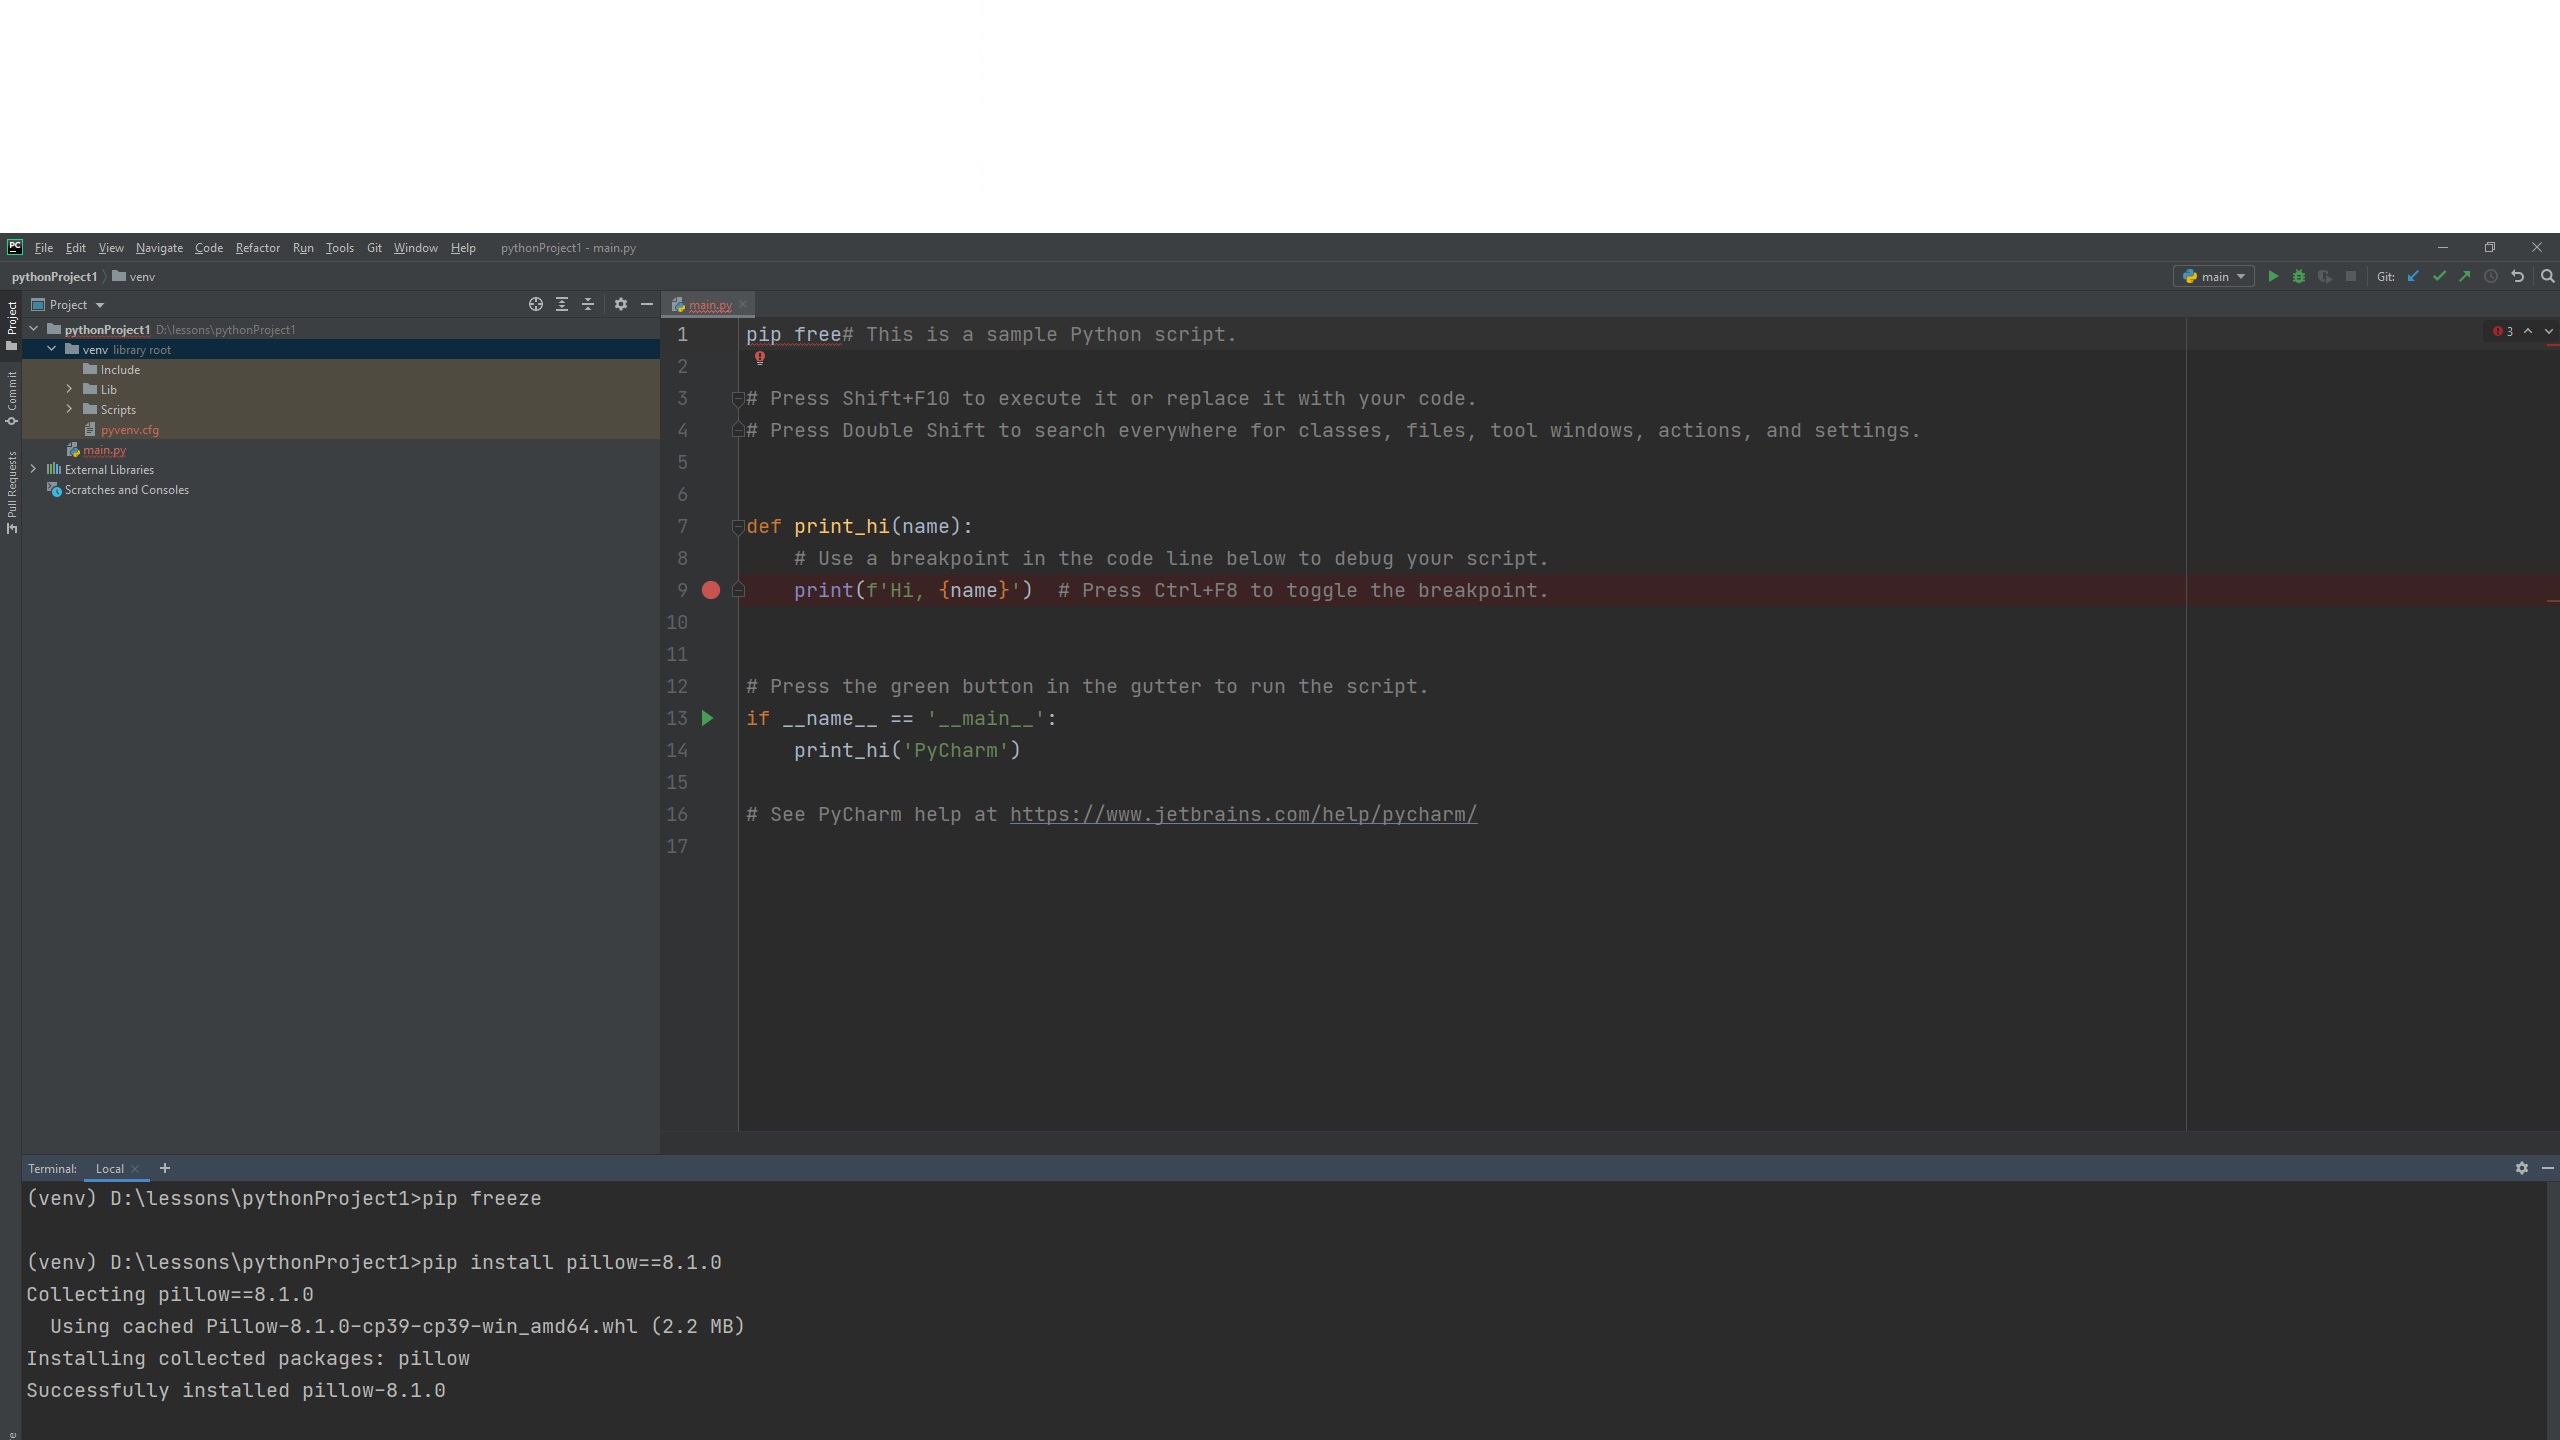 PC File Edit View Navigate Code Refactor Run Tools Git Window Help pythonProject1 - main.py
pythonProject1 venv
main Git:
Project
Project
pythonProject1 D:\lessons\pythonProject1
venv library root
Include
Lib
Scripts
pyvenv.cfg
main.py
External Libraries
Scratches and Consoles
Commit
Pull Requests
main.py
3
1 pip free# This is a sample Python script.
2
3 # Press Shift+F10 to execute it or replace it with your code.
4 # Press Double Shift to search everywhere for classes, files, tool windows, actions, and settings.
5
6
7 def print_hi(name):
8 # Use a breakpoint in the code line below to debug your script.
9 print(f'Hi, {name}')  # Press Ctrl+F8 to toggle the breakpoint.
10
11
12 # Press the green button in the gutter to run the script.
13 if __name__ == '__main__':
14 print_hi('PyCharm')
15
16 # See PyCharm help at https://www.jetbrains.com/help/pycharm/
17
Terminal: Local
(venv) D:\lessons\pythonProject1>pip freeze
(venv) D:\lessons\pythonProject1>pip install pillow==8.1.0
Collecting pillow==8.1.0
Using cached Pillow-8.1.0-cp39-cp39-win_amd64.whl (2.2 MB)
Installing collected packages: pillow
Successfully installed pillow-8.1.0